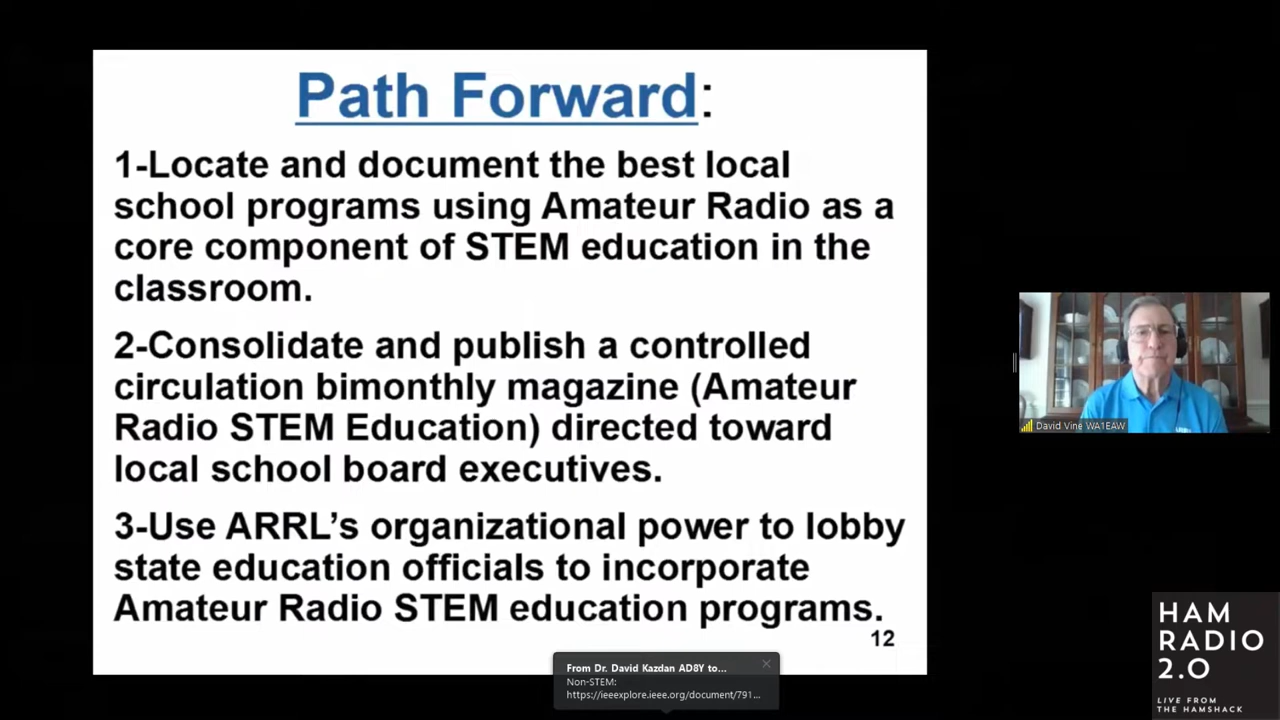 Path Forward:
1-Locate and document the best local
school programs using Amateur Radio as a
core component of STEM education in the
classroom.
2-Consolidate and publish a controlled
circulation bimonthly magazine (Amateur
Radio STEM Education) directed toward
local school board executives.
3-Use ARRL’s organizational power to lobby
state education officials to incorporate
Amateur Radio STEM education programs.
12
David Vine WA1EAW
From Dr. David Kazdan AD8Y to...
Non-STEM:
https://ieeexplore.ieee.org/document/791...
HAM
RADIO
2.0
LIVE FROM
THE HAMSHACK